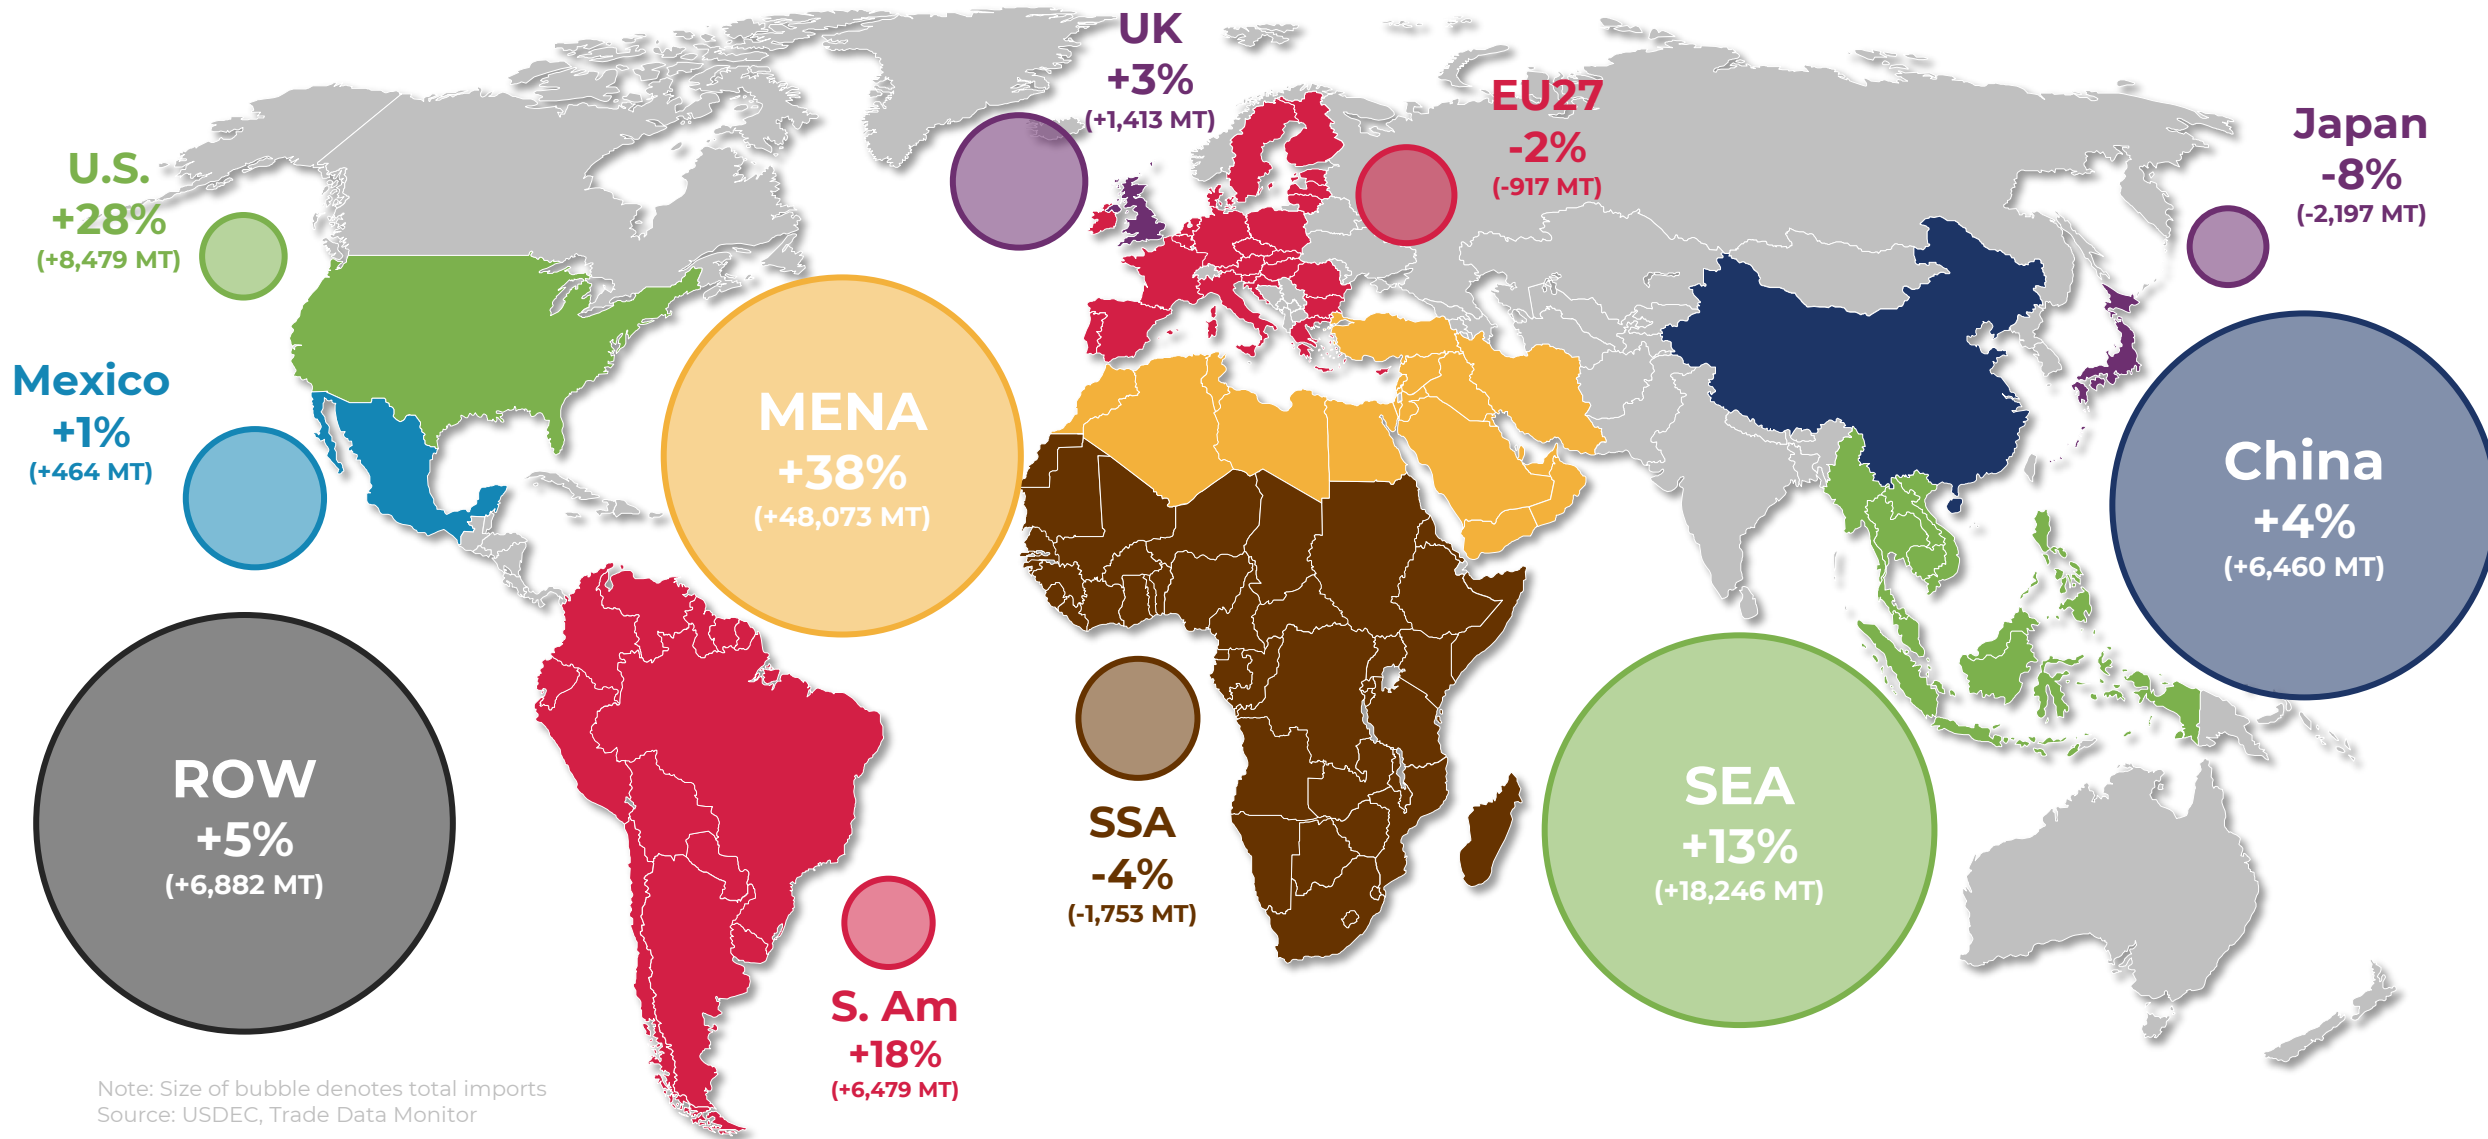 UK
+3%
(+1,413 MT)
EU27
-2%
(-917 MT)
Japan
-8%
(-2,197 MT)
U.S.
+28%
(+8,479 MT)
Mexico
+1%
(+464 MT)
MENA
+38%
(+48,073 MT)
China
+4%
(+6,460 MT)
ROW
+5%
(+6,882 MT)
SSA
-4%
(-1,753 MT)
SEA
+13%
(+18,246 MT)
S. Am
+18%
(+6,479 MT)
Note: Size of bubble denotes total imports
Source: USDEC, Trade Data Monitor